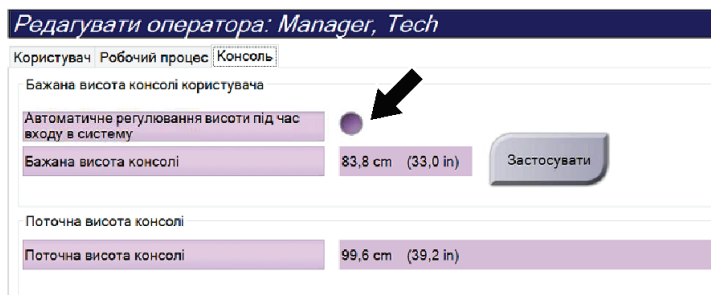 Редагувати оператора: Manager, Tech
Користувач Робочий процес Консоль
Бажана висота консолі користувача
Автоматичне регулювання висоти під час
входу в систему
Бажана висота консолі 83,8 cm (33,0 in) Застосувати
Поточна висота консолі
Поточна висота консолі 99,6 cm (39,2 in)